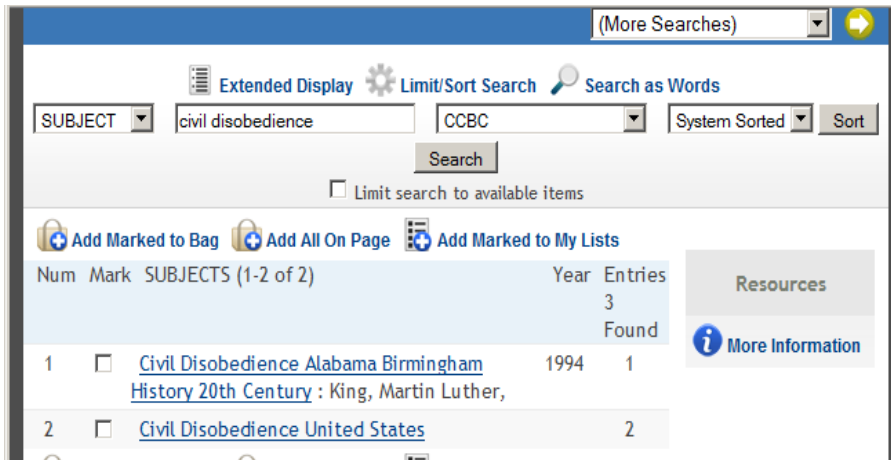 (More Searches)
Extended Display Limit/Sort Search Search as Words
SUBJECT civil disobedience CCBC System Sorted Sort
Search
Limit search to available items
Add Marked to Bag Add All On Page Add Marked to My Lists
Num Mark SUBJECTS (1-2 of 2) Year Entries
3
Found
Resources
More Information
1 Civil Disobedience Alabama Birmingham 1994 1
History 20th Century : King, Martin Luther,
2 Civil Disobedience United States 2